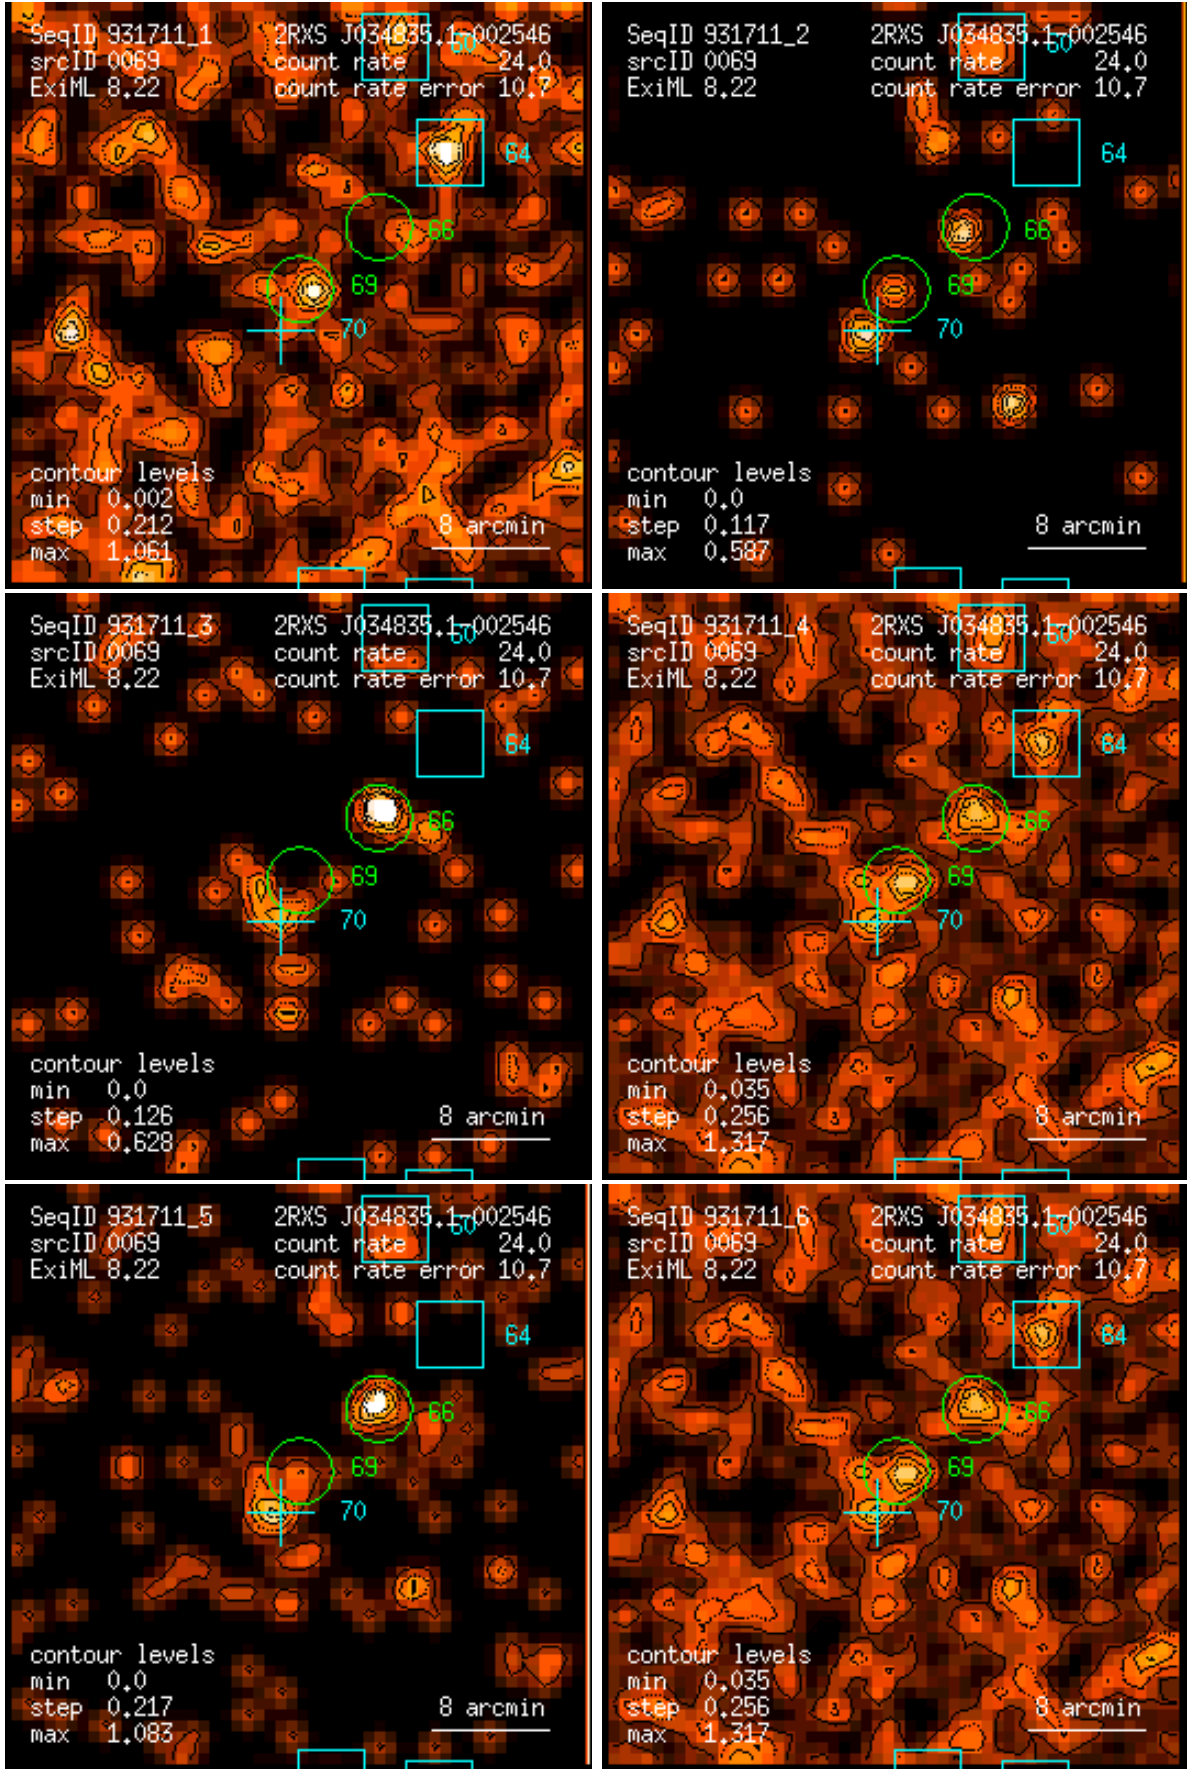 SeqID 931711_1 2RXS J034835.1-002546
60
srcID 0069 count rate 24.0
ExiML 8.22 count rate error 10.7
64
66
69
70
contour levels
min 0.002
step 0.212
max 1.061
8 arcmin
SeqID 931711_2 2RXS J034835.1-002546
60
srcID 0069 count rate 24.0
ExiML 8.22 count rate error 10.7
64
66
69
70
contour levels
min 0.0
step 0.117
max 0.587
8 arcmin
SeqID 931711_3 2RXS J034835.1-002546
60
srcID 0069 count rate 24.0
ExiML 8.22 count rate error 10.7
64
66
69
70
contour levels
min 0.0
step 0.126
max 0.628
8 arcmin
SeqID 931711_4 2RXS J034835.1-002546
60
srcID 0069 count rate 24.0
ExiML 8.22 count rate error 10.7
64
66
69
70
contour levels
min 0.035
step 0.256
max 1.317
8 arcmin
SeqID 931711_5 2RXS J034835.1-002546
60
srcID 0069 count rate 24.0
ExiML 8.22 count rate error 10.7
64
66
69
70
contour levels
min 0.0
step 0.217
max 1.083
8 arcmin
SeqID 931711_6 2RXS J034835.1-002546
60
srcID 0069 count rate 24.0
ExiML 8.22 count rate error 10.7
64
66
69
70
contour levels
min 0.035
step 0.256
max 1.317
8 arcmin